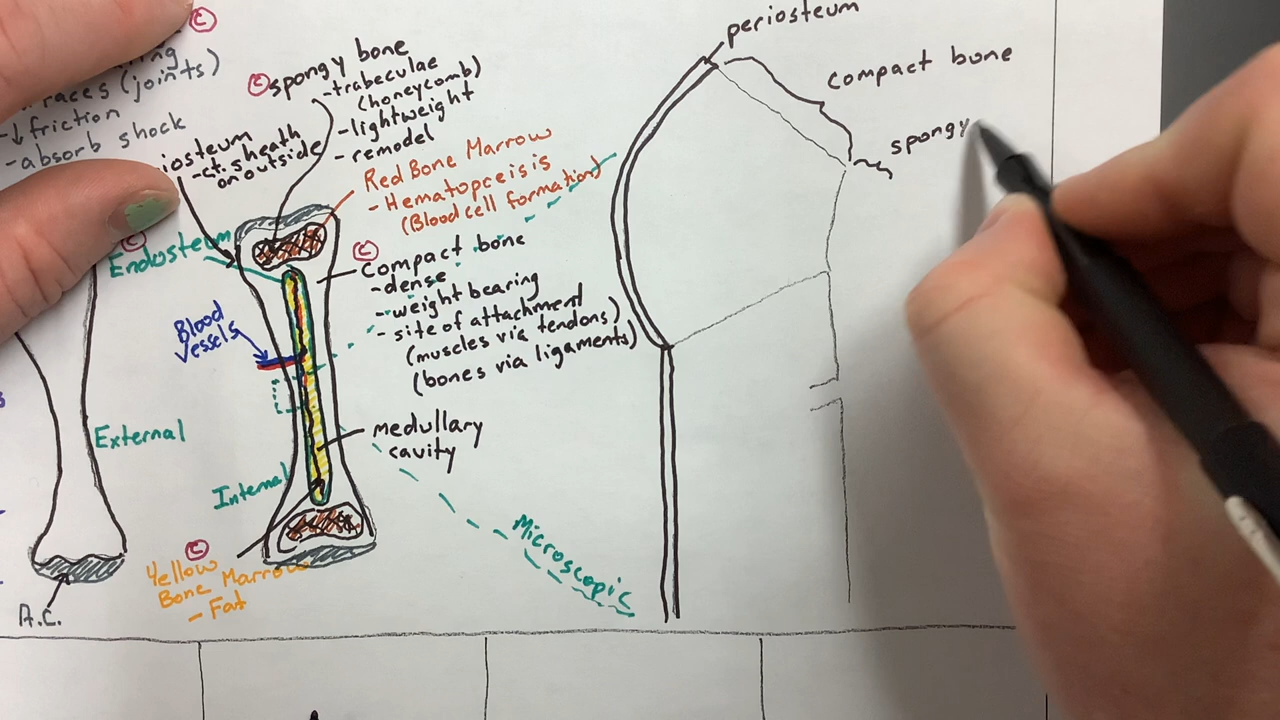 ©
races (joints)
-↓friction
-absorb shock
iosteum
-ct. sheath
on outside
©
spongy bone
-trabeculae
(honeycomb)
-lightweight
-remodel
Red Bone Marrow
-Hematopoeisis
(Blood cell formation)
©
Endosteum
©
Compact bone
-dense
-weight bearing
-site of attachment
(muscles via tendons)
(bones via ligaments)
Blood
Vessels
External
medullary
cavity
Internal
©
Yellow
Bone Marrow
-Fat
A.C.
Microscopic
periosteum
compact bone
spongy